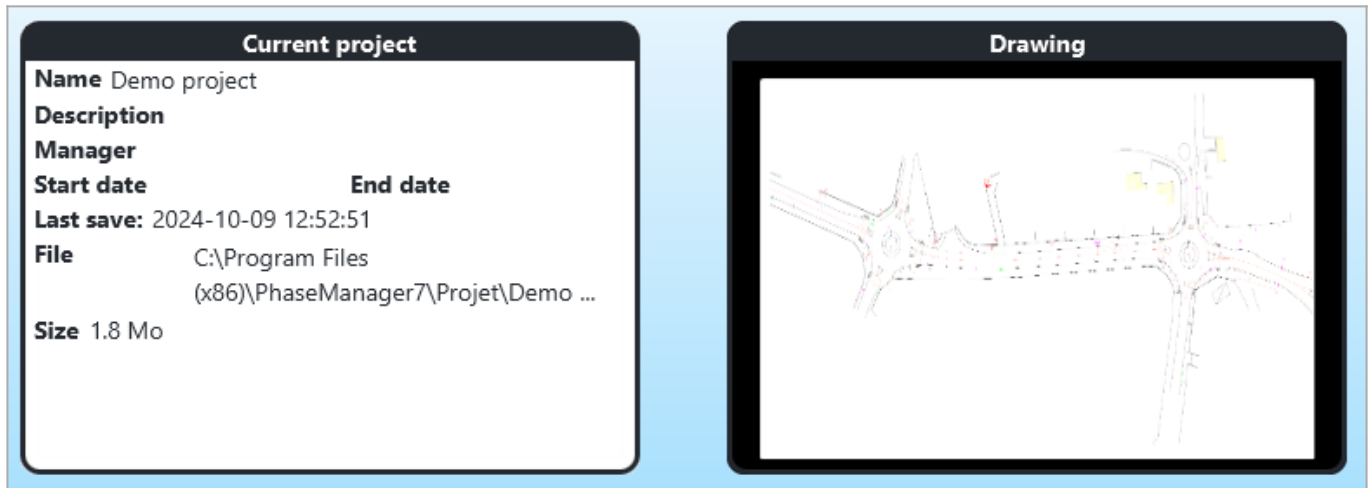 Current project
Name Demo project
Description
Manager
Start date End date
Last save: 2024-10-09 12:52:51
File C:\Program Files
(x86)\PhaseManager7\Projet\Demo ...
Size 1.8 Mo
Drawing